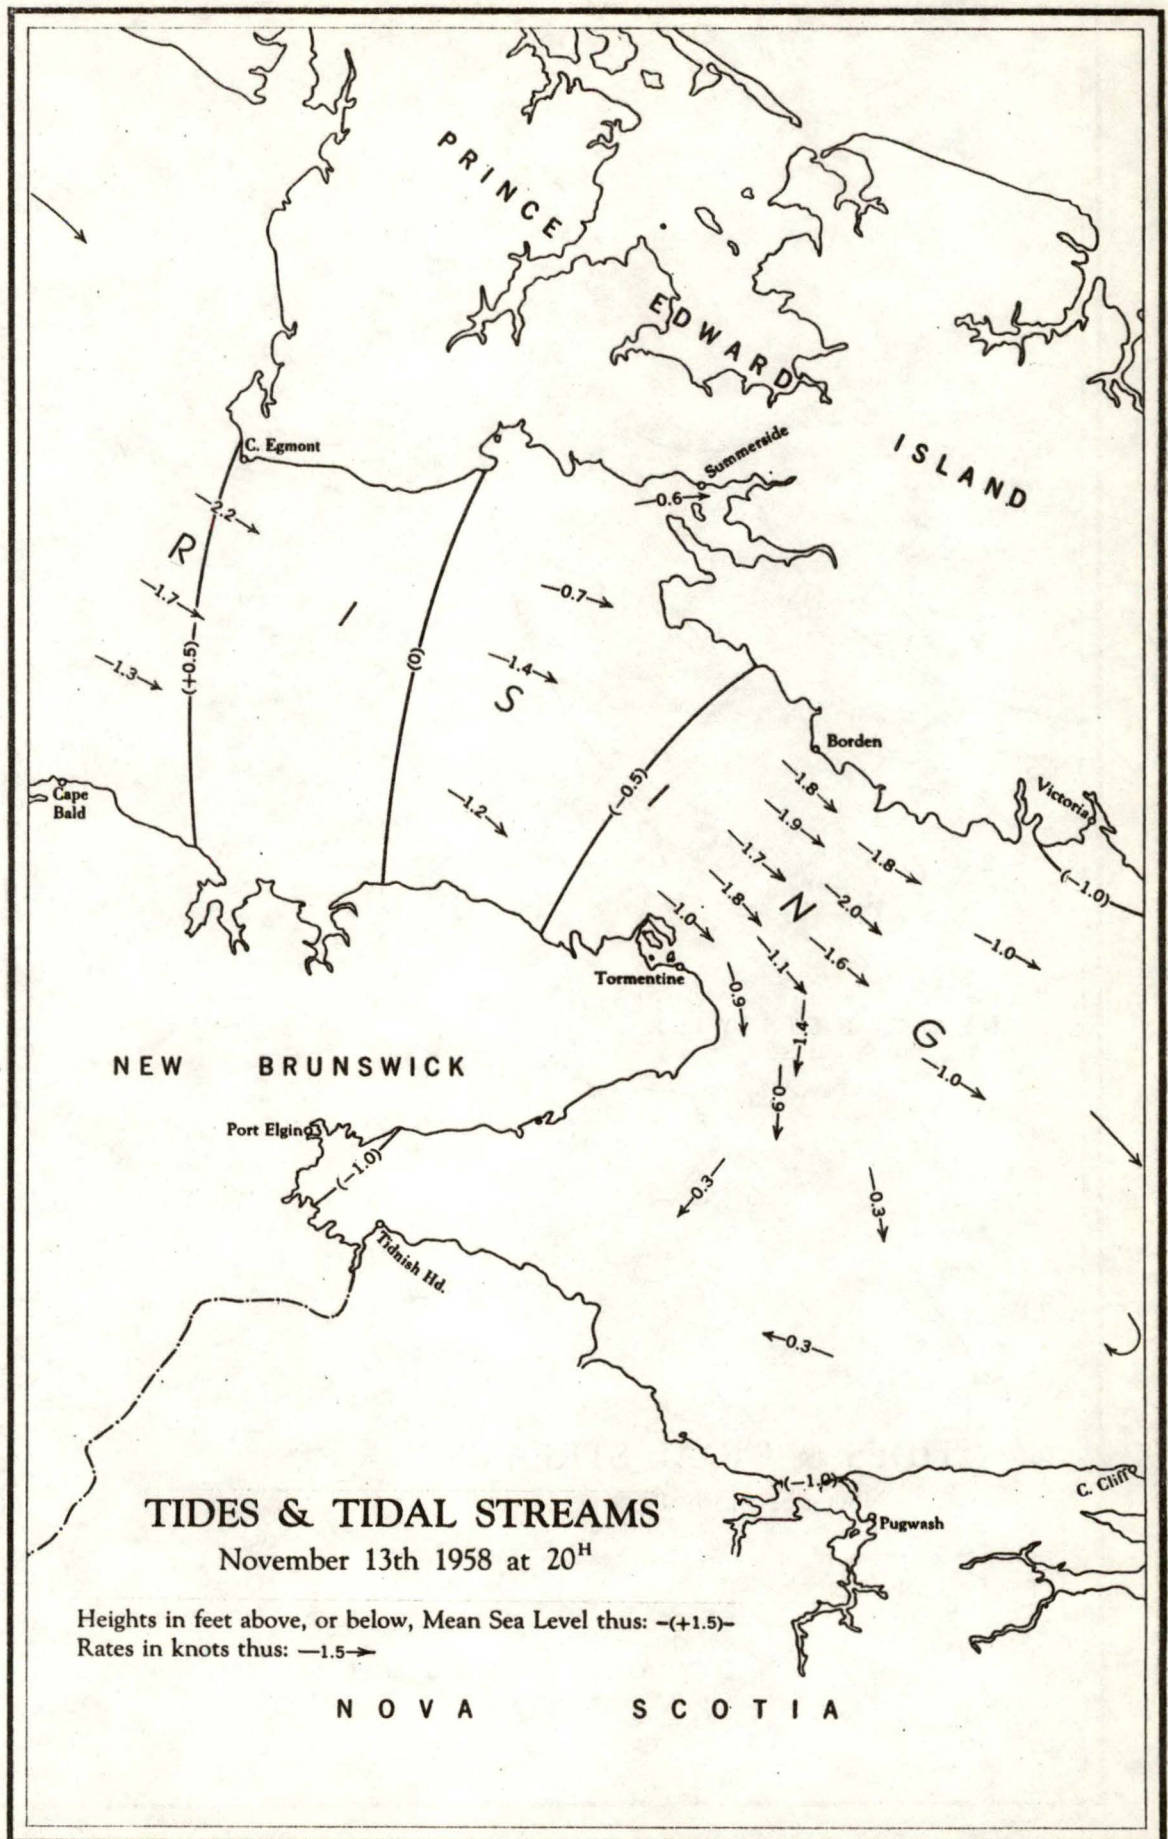 PRINCE
EDWARD
ISLAND
C. Egmont
Summerside
—0.6→
—2.2→
R
—1.7→
—0.7→
I
—1.3→
(+0.5)
(0)
—1.4→
S
Borden
Cape
Bald
—1.2→
(−0.5)
I
—1.8→
Victoria
—1.9→
—1.7→
—1.8→
(−1.0)
—1.8→
N
—2.0→
—1.0→
—1.1→
—1.6→
—1.0→
Tormentine
—0.9→
—1.4→
G
NEW BRUNSWICK
—1.0→
—0.9→
Port Elgin
(−1.0)
—0.3→
—0.3→
Tidnish Hd.
←0.3—
(−1.0)
C. Cliff
TIDES & TIDAL STREAMS
Pugwash
November 13th 1958 at 20H
Heights in feet above, or below, Mean Sea Level thus: -(+1.5)-
Rates in knots thus: —1.5→
NOVA SCOTIA